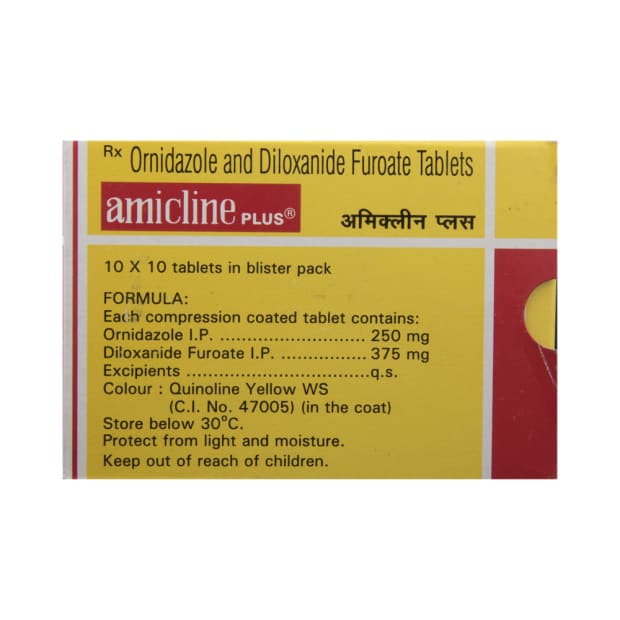 Rx Ornidazole and Diloxanide Furoate Tablets
amicline PLUS®
अमिक्लीन प्लस
10 X 10 tablets in blister pack
FORMULA:
Each compression coated tablet contains:
Ornidazole I.P. ............................ 250 mg
Diloxanide Furoate I.P. ................ 375 mg
Excipients ...................................q.s.
Colour : Quinoline Yellow WS
(C.I. No. 47005) (in the coat)
Store below 30°C.
Protect from light and moisture.
Keep out of reach of children.